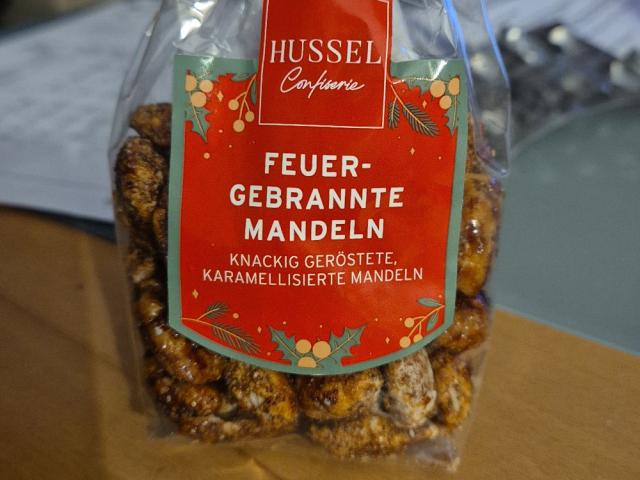 HUSSEL
Confiserie
FEUER-
GEBRANNTE
MANDELN
KNACKIG GERÖSTETE,
KARAMELLISIERTE MANDELN